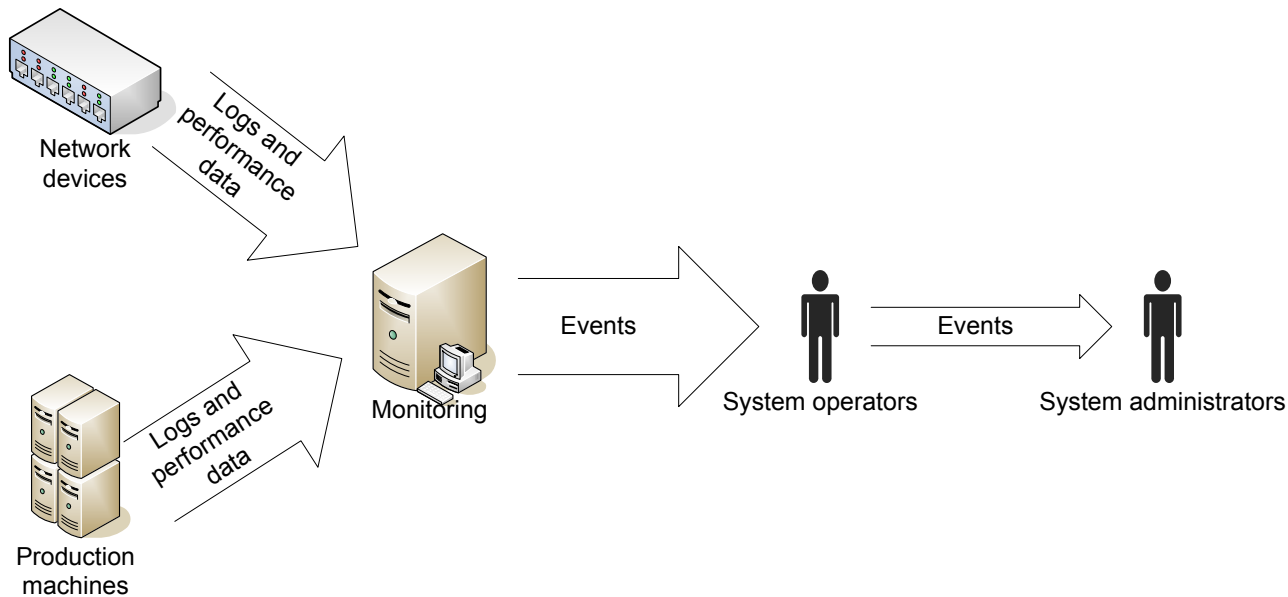 Network
devices
Logs and
performance
data
Production
machines
Logs and
performance
data
Monitoring
Events
System operators
Events
System administrators